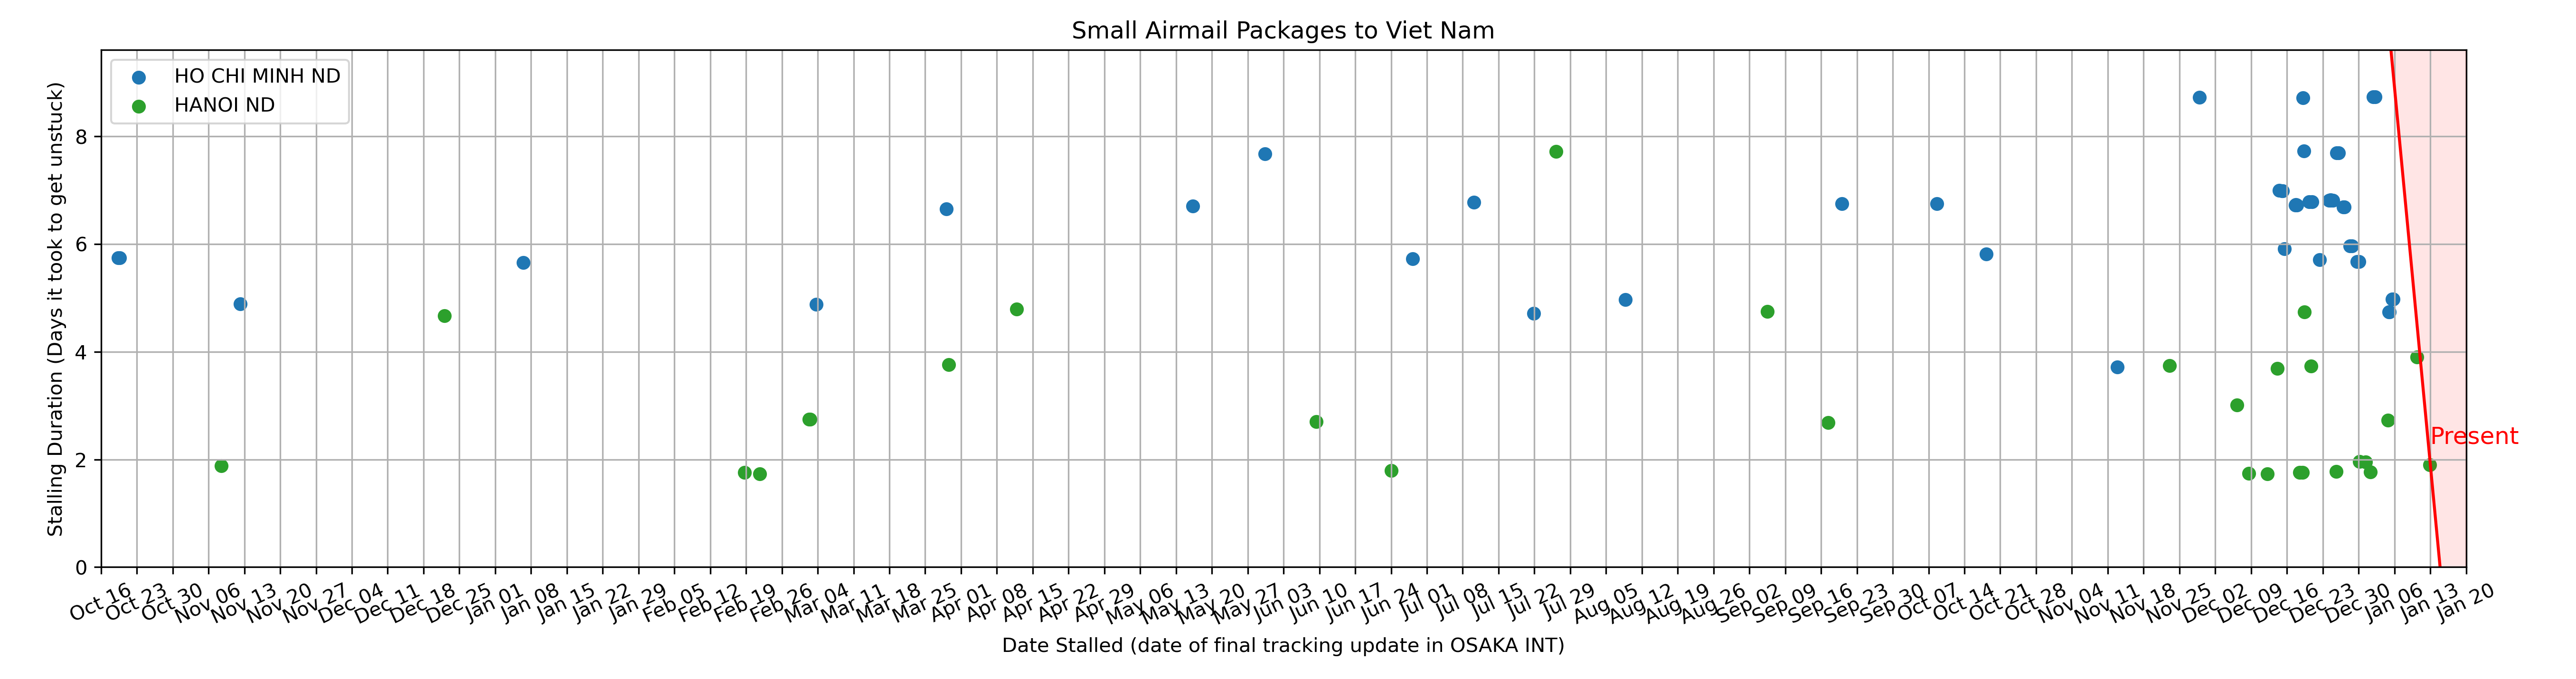 Small Airmail Packages to Viet Nam
HO CHI MINH ND
HANOI ND
Stalling Duration (Days it took to get unstuck)
8
6
4
2
0
Present
Oct 16 Oct 23 Oct 30 Nov 06 Nov 13 Nov 20 Nov 27 Dec 04 Dec 11 Dec 18 Dec 25 Jan 01 Jan 08 Jan 15 Jan 22 Jan 29 Feb 05 Feb 12 Feb 19 Feb 26 Mar 04 Mar 11 Mar 18 Mar 25 Apr 01 Apr 08 Apr 15 Apr 22 Apr 29 May 06 May 13 May 20 May 27 Jun 03 Jun 10 Jun 17 Jun 24 Jul 01 Jul 08 Jul 15 Jul 22 Jul 29 Aug 05 Aug 12 Aug 19 Aug 26 Sep 02 Sep 09 Sep 16 Sep 23 Sep 30 Oct 07 Oct 14 Oct 21 Oct 28 Nov 04 Nov 11 Nov 18 Nov 25 Dec 02 Dec 09 Dec 16 Dec 23 Dec 30 Jan 06 Jan 13 Jan 20
Date Stalled (date of final tracking update in OSAKA INT)